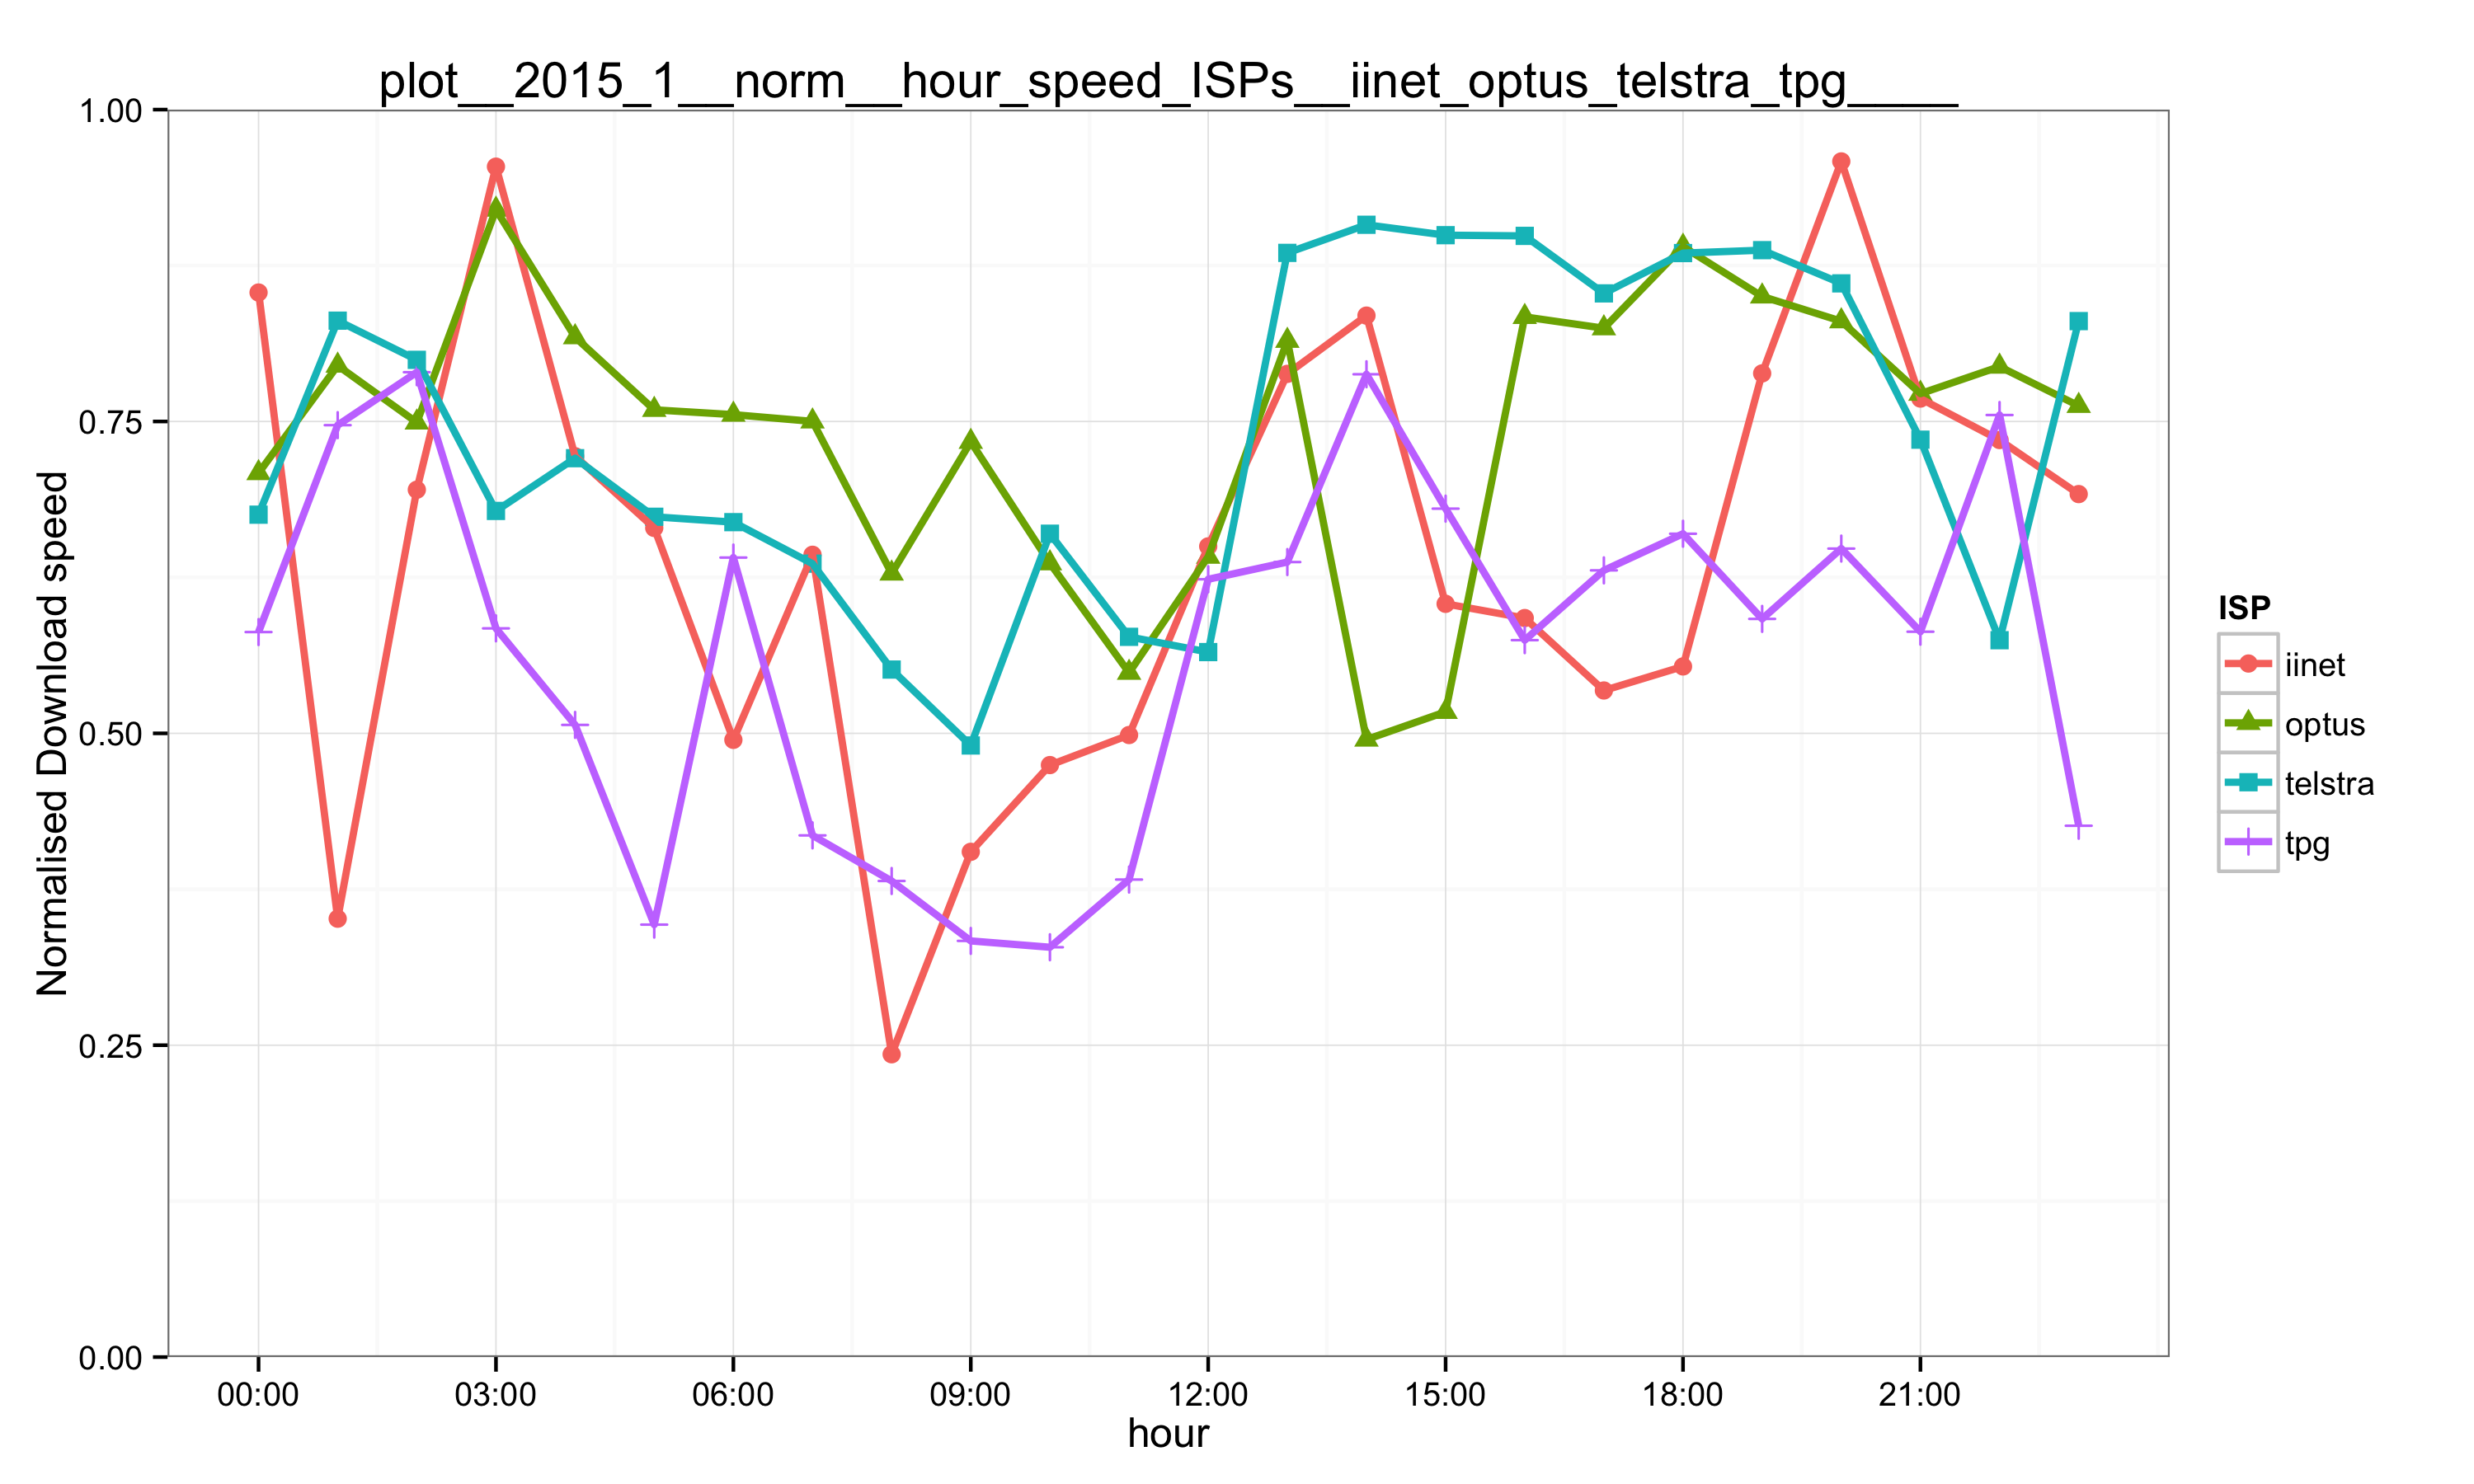 plot__2015_1__norm__hour_speed_ISPs__iinet_optus_telstra_tpg____
1.00
0.75
0.50
0.25
0.00
Normalised Download speed
00:00 03:00 06:00 09:00 12:00 15:00 18:00 21:00
hour
ISP
iinet
optus
telstra
tpg